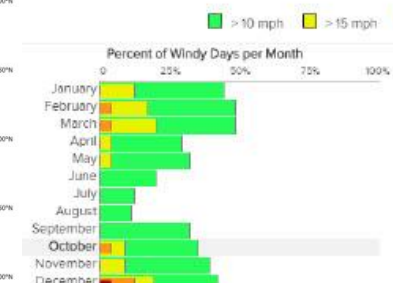 >10 mph >15 mph
Percent of Windy Days per Month
0 25% 50% 75% 100%
January
February
March
April
May
June
July
August
September
October
November
December